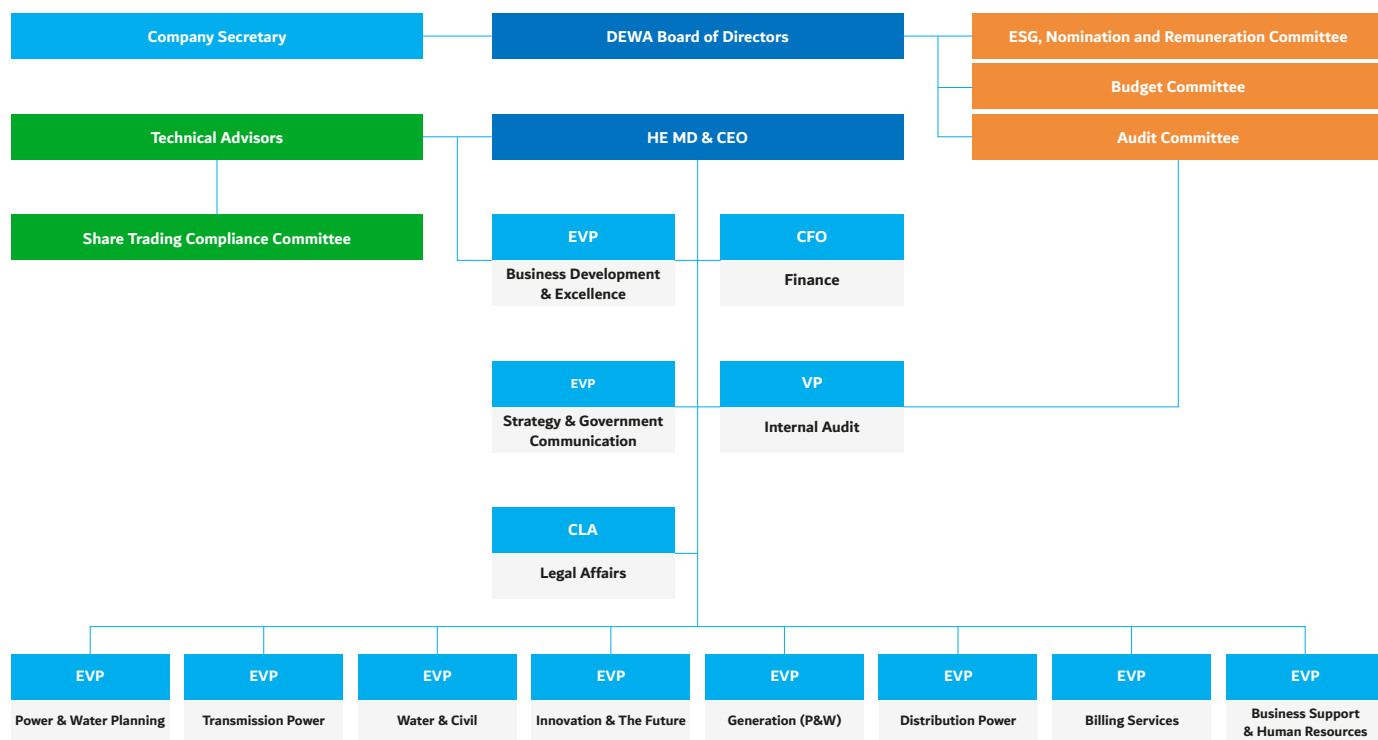 Company Secretary
DEWA Board of Directors
ESG, Nomination and Remuneration Committee
Budget Committee
Technical Advisors
HE MD & CEO
Audit Committee
Share Trading Compliance Committee
EVP
Business Development
& Excellence
CFO
Finance
EVP
Strategy & Government
Communication
VP
Internal Audit
CLA
Legal Affairs
EVP
Power & Water Planning
EVP
Transmission Power
EVP
Water & Civil
EVP
Innovation & The Future
EVP
Generation (P&W)
EVP
Distribution Power
EVP
Billing Services
EVP
Business Support
& Human Resources